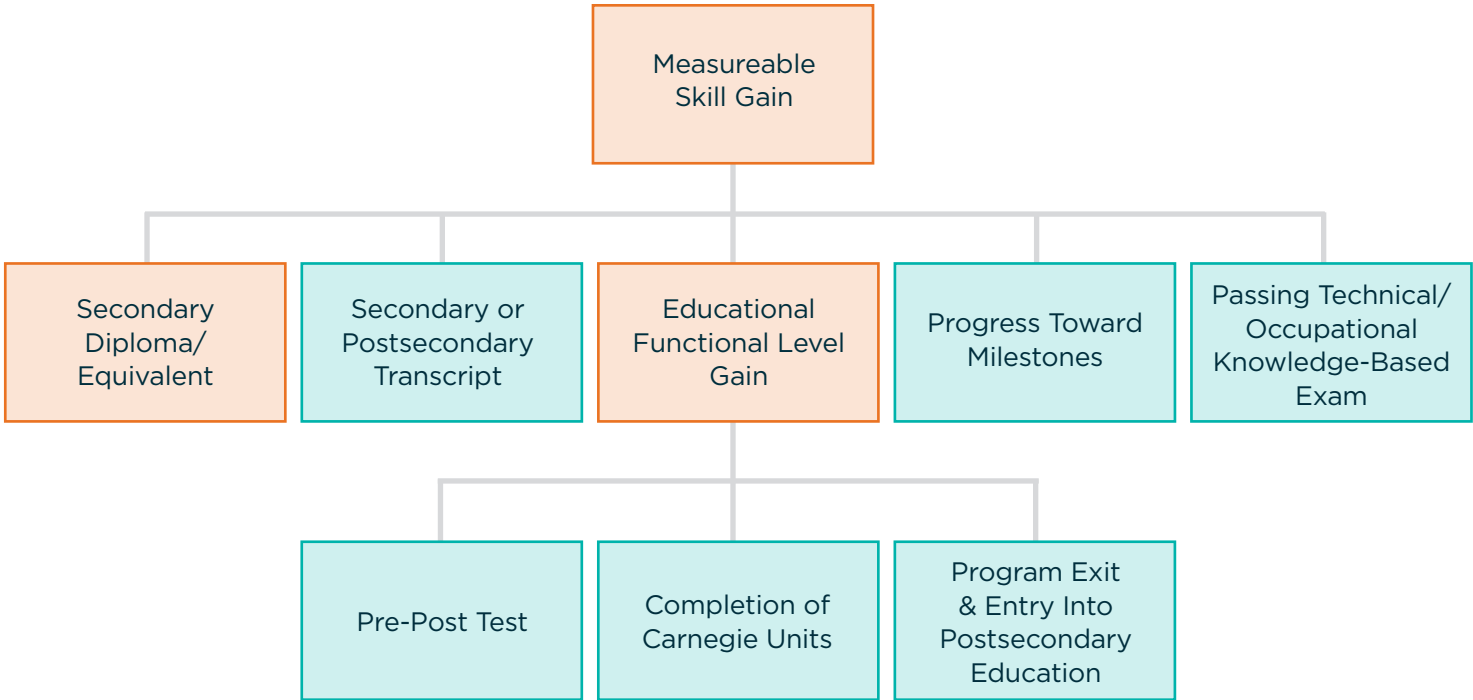 Measureable
Skill Gain
Secondary
Diploma/
Equivalent
Secondary or
Postsecondary
Transcript
Educational
Functional Level
Gain
Progress Toward
Milestones
Passing Technical/
Occupational
Knowledge-Based
Exam
Pre-Post Test
Completion of
Carnegie Units
Program Exit
& Entry Into
Postsecondary
Education